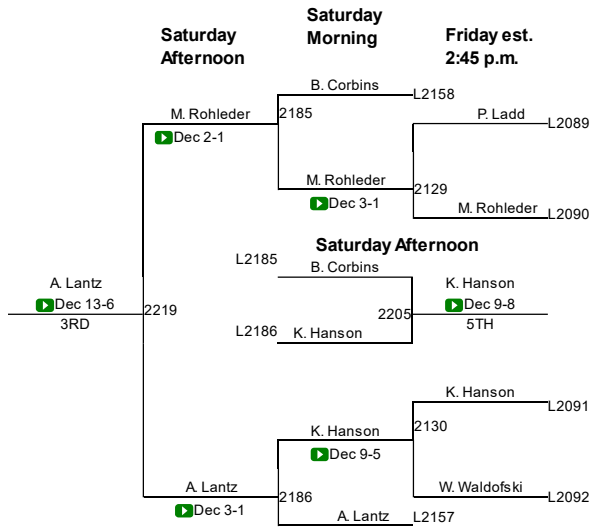 Saturday
Afternoon
Saturday
Morning
Friday est.
2:45 p.m.
B. Corbins
L2158
M. Rohleder
2185
Dec 2-1
P. Ladd
L2089
M. Rohleder
2129
Dec 3-1
M. Rohleder
L2090
Saturday Afternoon
L2185
B. Corbins
A. Lantz
Dec 13-6
3RD
2219
K. Hanson
Dec 9-8
5TH
2205
L2186
K. Hanson
K. Hanson
L2091
K. Hanson
2130
Dec 9-5
A. Lantz
2186
Dec 3-1
W. Waldofski
L2092
A. Lantz
L2157